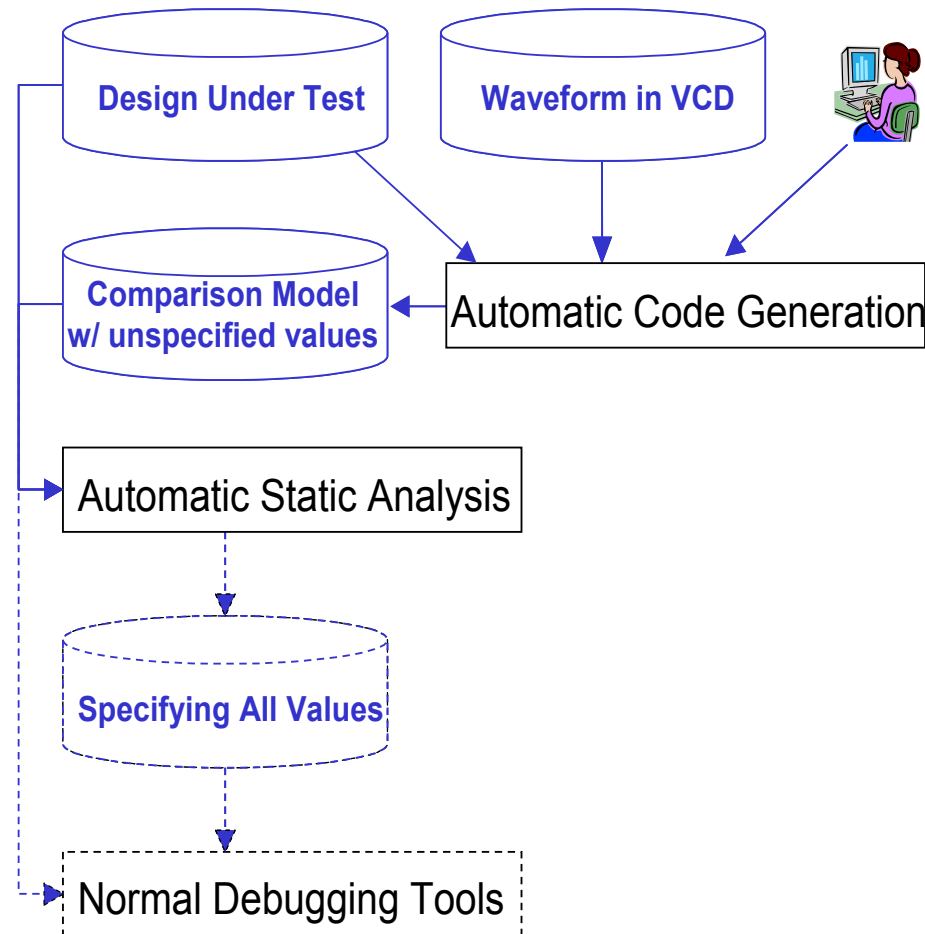 Design Under Test
Waveform in VCD
Comparison Model
w/ unspecified values
Automatic Code Generation
Automatic Static Analysis
Specifying All Values
Normal Debugging Tools